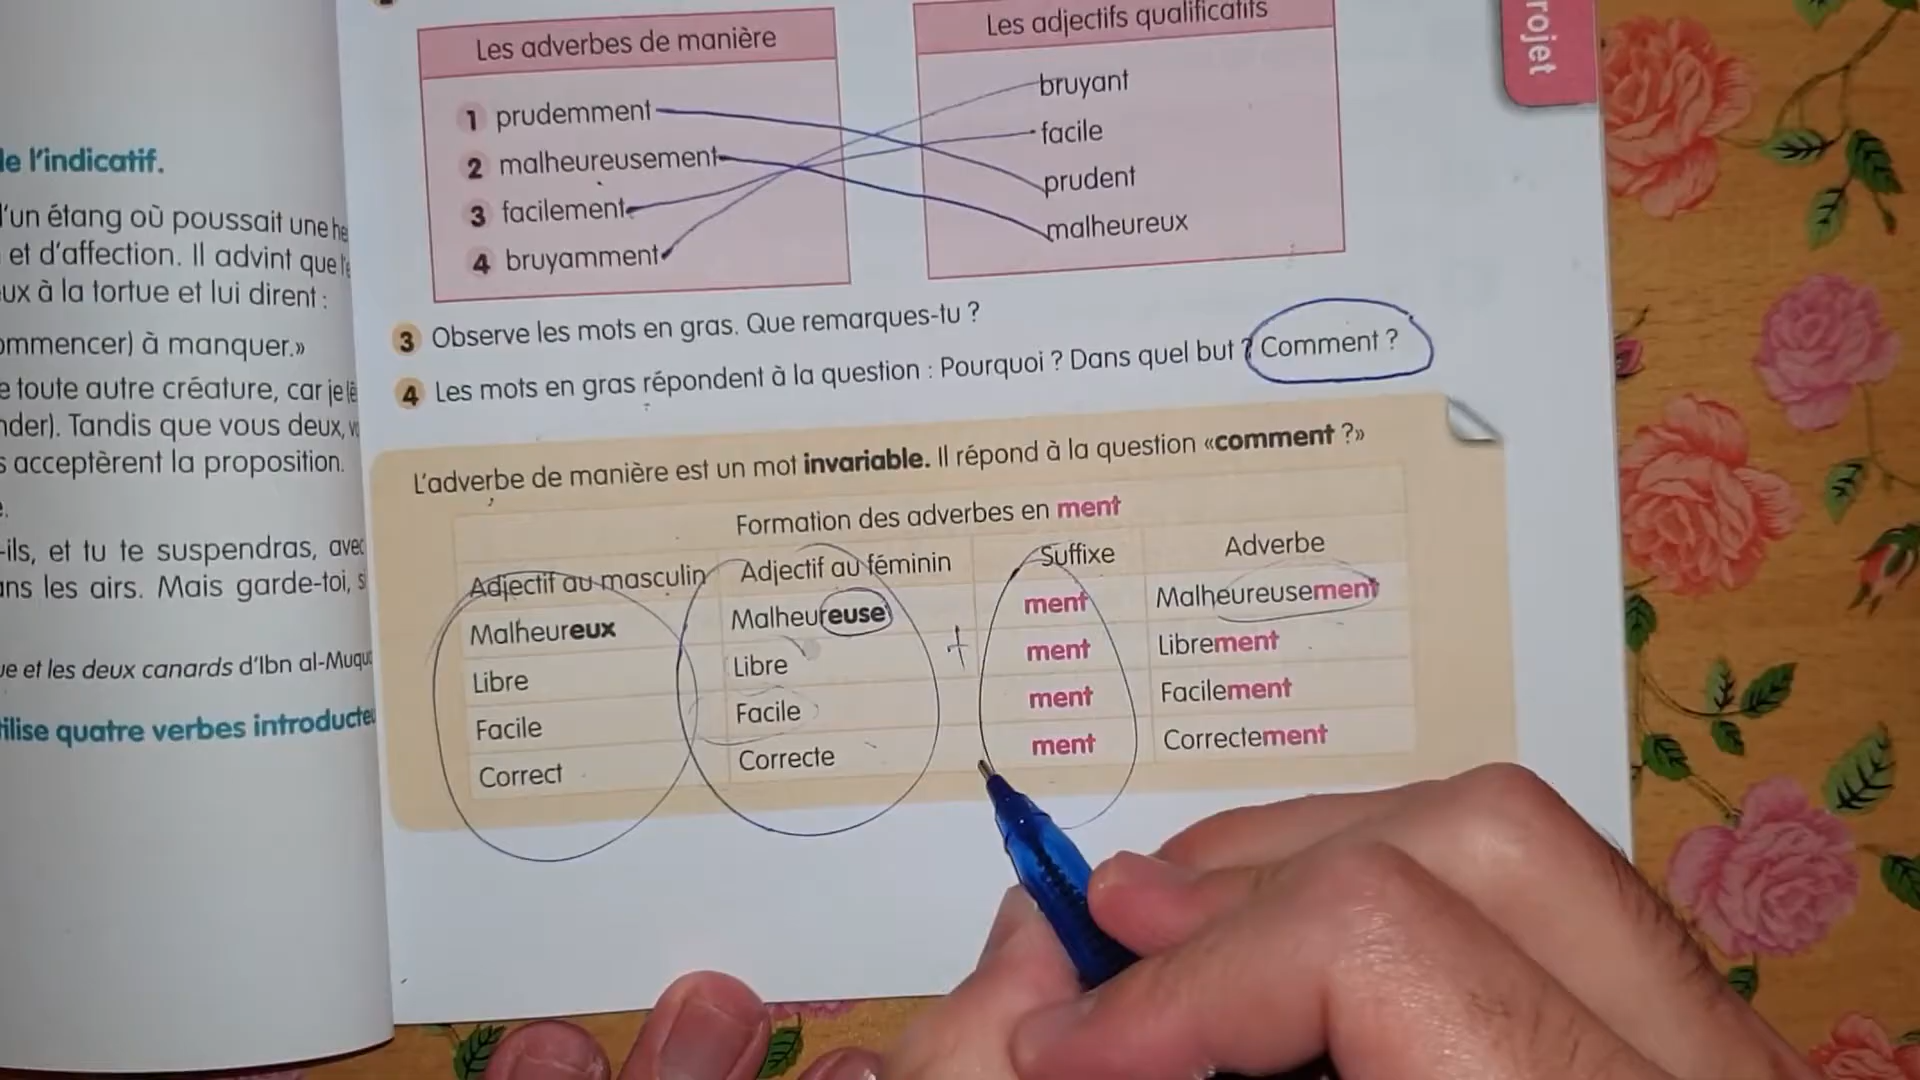 rojet
le l'indicatif.
l'un étang où poussait une he
et d'affection. Il advint que l'e
ux à la tortue et lui dirent :
ommencer) à manquer.»
e toute autre créature, car je
nder). Tandis que vous deux,
s acceptèrent la proposition.
e.
-ils, et tu te suspendras, avec
ns les airs. Mais garde-toi, si
ue et les deux canards d'Ibn al-Muqu
ilise quatre verbes introducte
Les adverbes de manière
1 prudemment
2 malheureusement
3 facilement
4 bruyamment
Les adjectifs qualificatifs
bruyant
facile
prudent
malheureux
3 Observe les mots en gras. Que remarques-tu ?
4 Les mots en gras répondent à la question : Pourquoi ? Dans quel but ? Comment ?
L'adverbe de manière est un mot invariable. Il répond à la question «comment ?»
Formation des adverbes en ment
Adjectif au masculin Adjectif au féminin Suffixe Adverbe
Malheureux Malheureuse + ment Malheureusement
Libre Libre ment Librement
Facile Facile ment Facilement
Correct Correcte ment Correctement